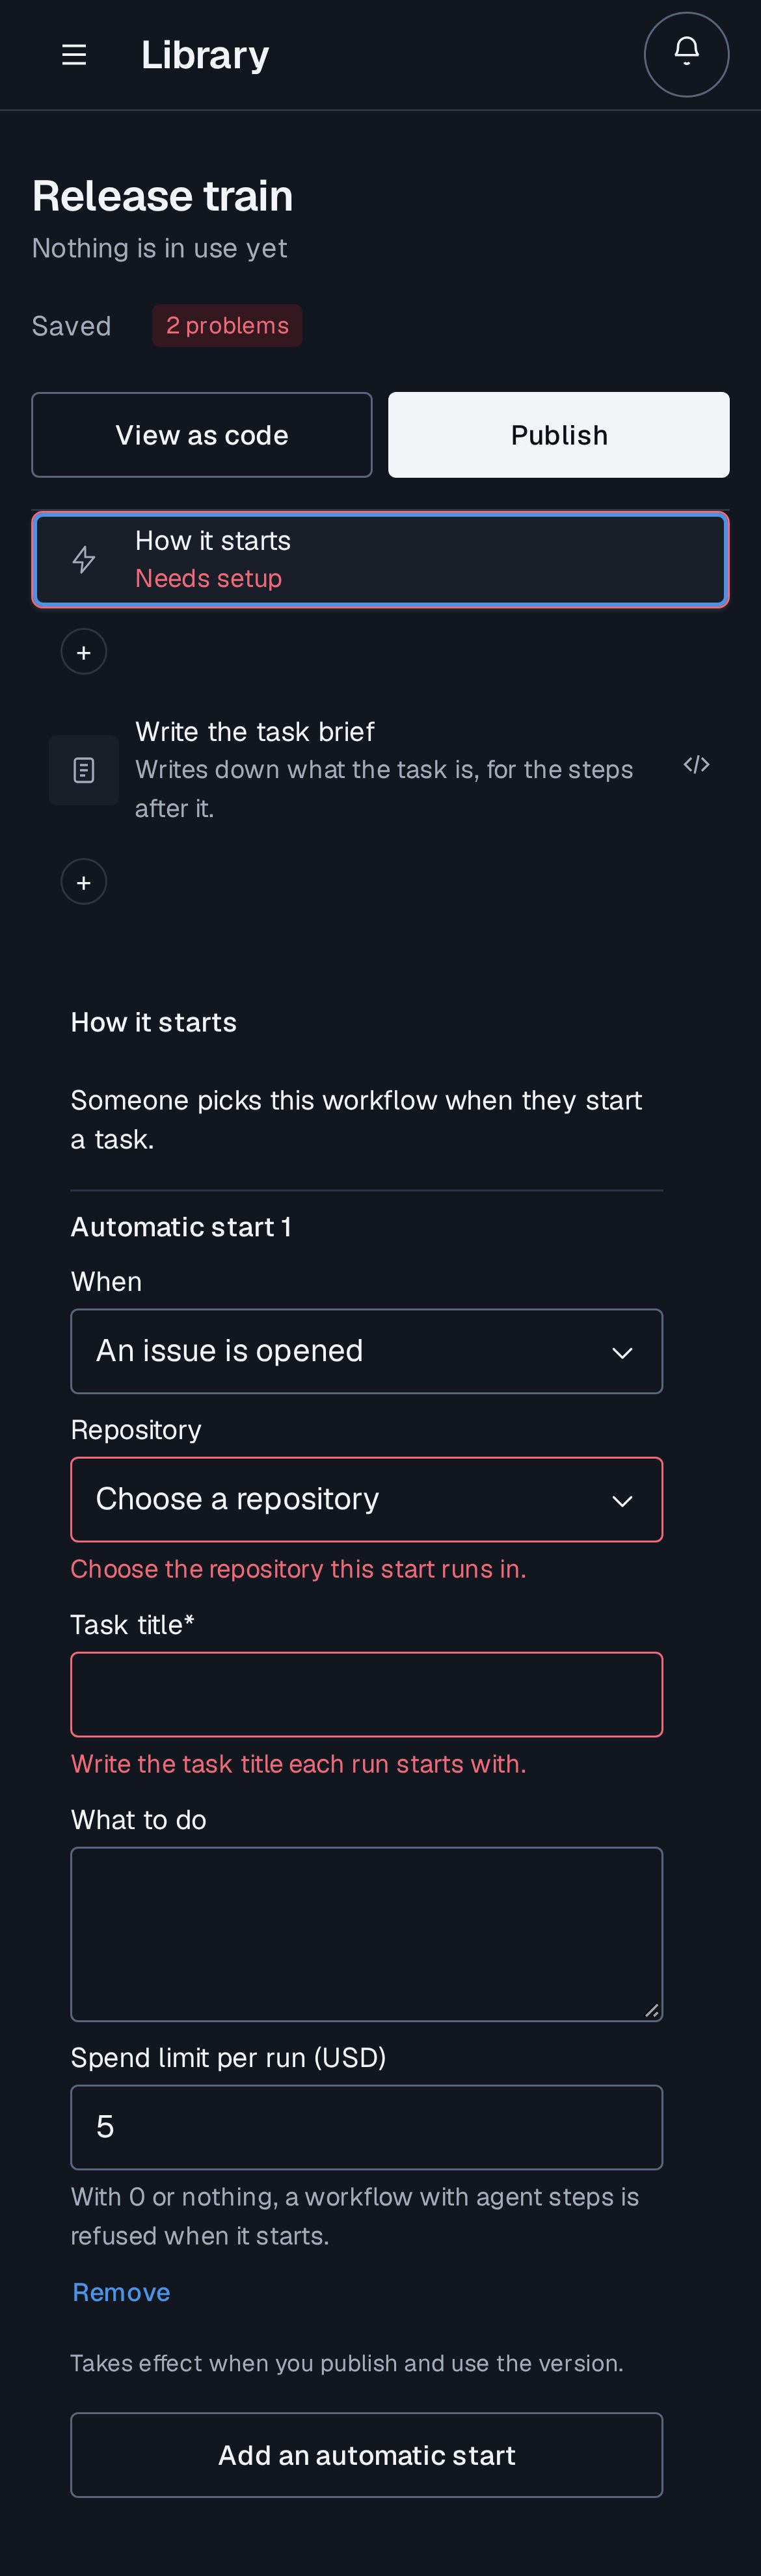 Library
Release train
Nothing is in use yet
Saved
2 problems
View as code
Publish
How it starts
Needs setup
+
Write the task brief
Writes down what the task is, for the steps
after it.
+
How it starts
Someone picks this workflow when they start
a task.
Automatic start 1
When
An issue is opened
Repository
Choose a repository
Choose the repository this start runs in.
Task title*
Write the task title each run starts with.
What to do
Spend limit per run (USD)
5
With 0 or nothing, a workflow with agent steps is
refused when it starts.
Remove
Takes effect when you publish and use the version.
Add an automatic start